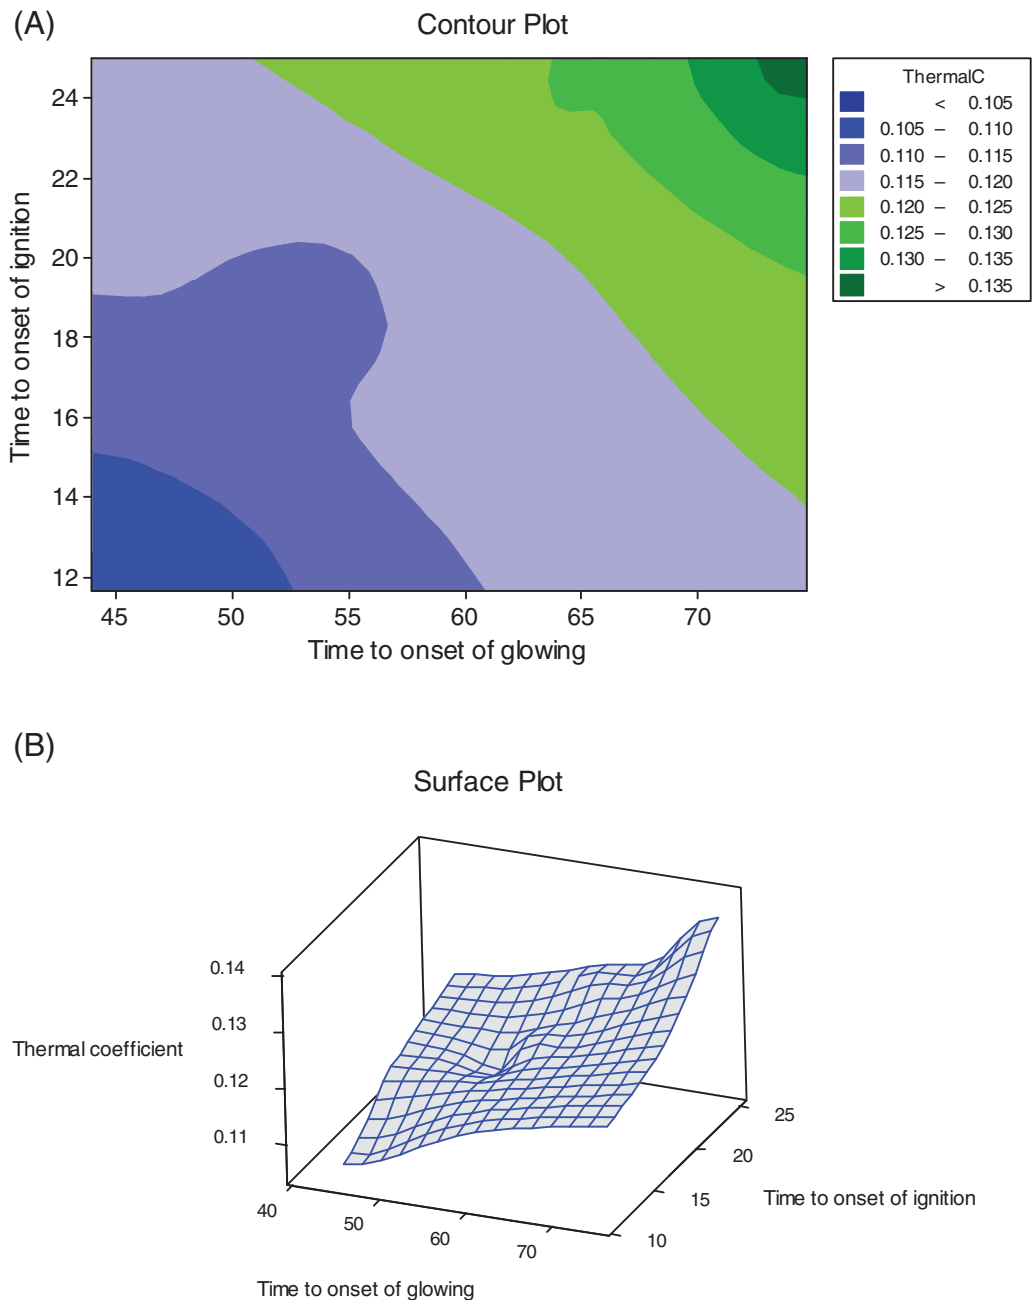 (A)
Contour Plot
ThermalC
< 0.105
0.105 – 0.110
0.110 – 0.115
0.115 – 0.120
0.120 – 0.125
0.125 – 0.130
0.130 – 0.135
> 0.135
Time to onset of ignition
24
22
20
18
16
14
12
45 50 55 60 65 70
Time to onset of glowing
(B)
Surface Plot
Thermal coefficient
0.14
0.13
0.12
0.11
40 50 60 70
Time to onset of glowing
25
20
15
10
Time to onset of ignition